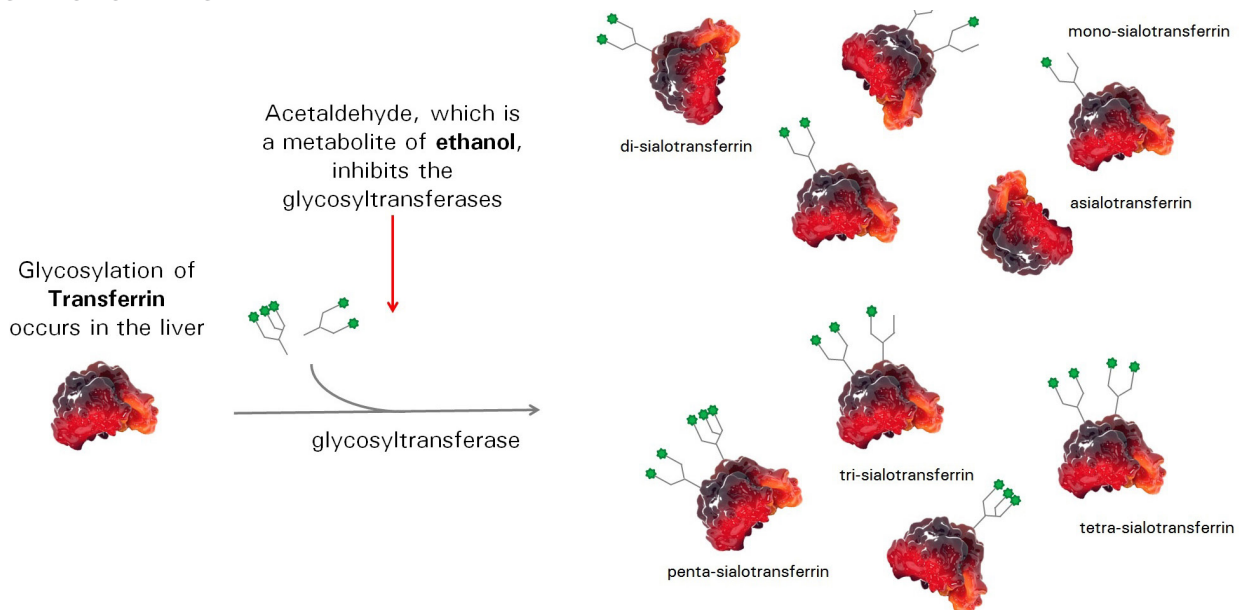 Acetaldehyde, which is
a metabolite of ethanol,
inhibits the
glycosyltransferases
Glycosylation of
Transferrin
occurs in the liver
glycosyltransferase
mono-sialotransferrin
di-sialotransferrin
asialotransferrin
tri-sialotransferrin
tetra-sialotransferrin
penta-sialotransferrin